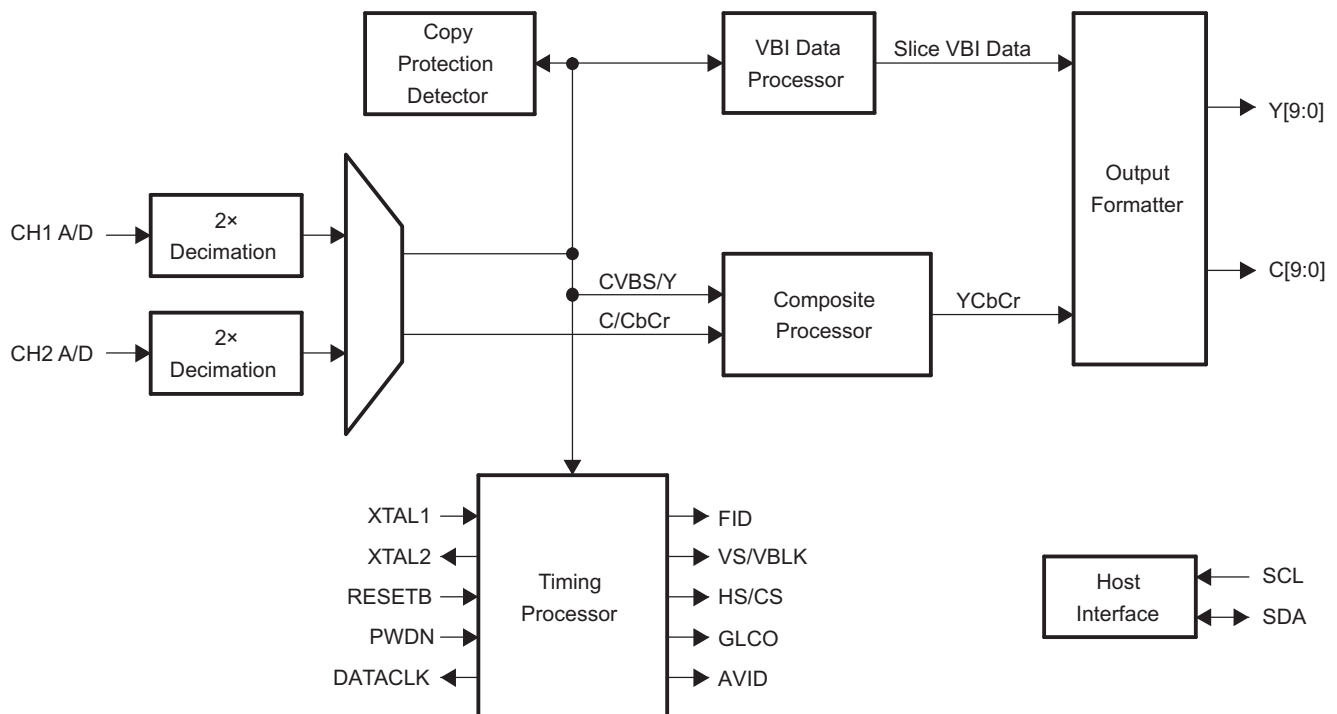 Copy
Protection
Detector
VBI Data
Processor
Slice VBI Data
Output
Formatter
Y[9:0]
C[9:0]
CH1 A/D
2×
Decimation
CH2 A/D
2×
Decimation
CVBS/Y
C/CbCr
Composite
Processor
YCbCr
XTAL1
XTAL2
RESETB
PWDN
DATACLK
Timing
Processor
FID
VS/VBLK
HS/CS
GLCO
AVID
Host
Interface
SCL
SDA